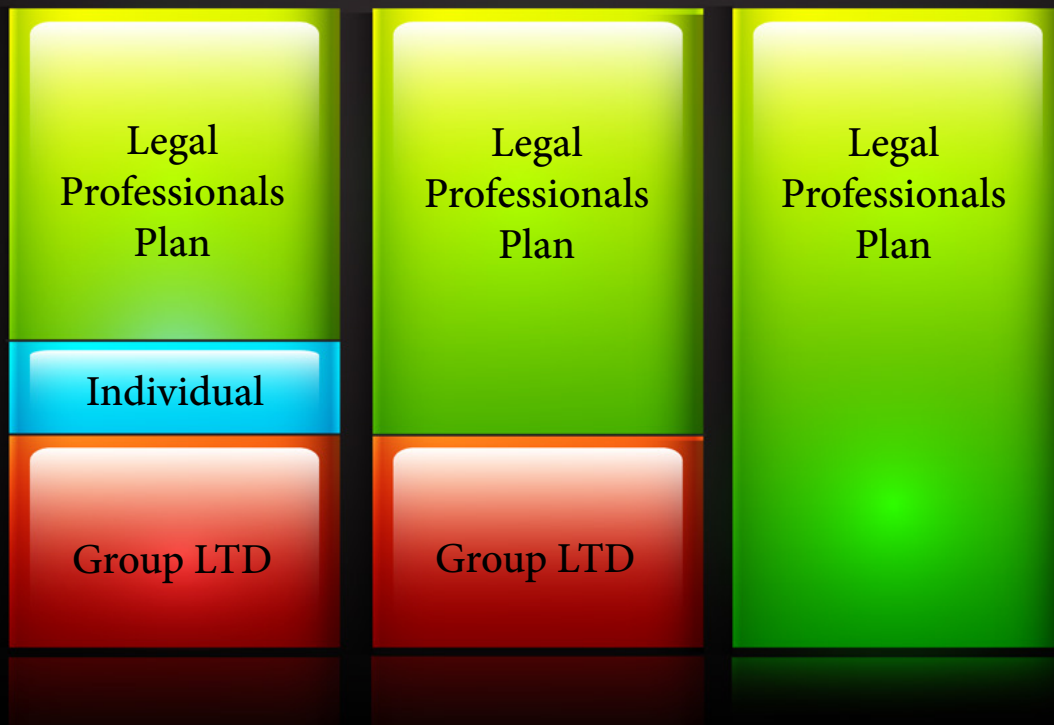 Legal
Professionals
Plan
Individual
Group LTD
Legal
Professionals
Plan
Group LTD
Legal
Professionals
Plan